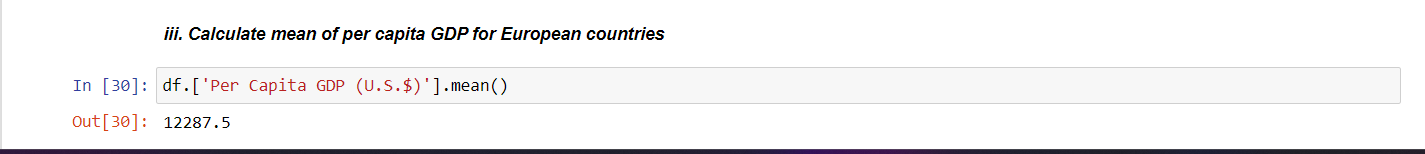 iii. Calculate mean of per capita GDP for European countries
In [30]: df.['Per Capita GDP (U.S.$)'].mean()
Out[30]: 12287.5